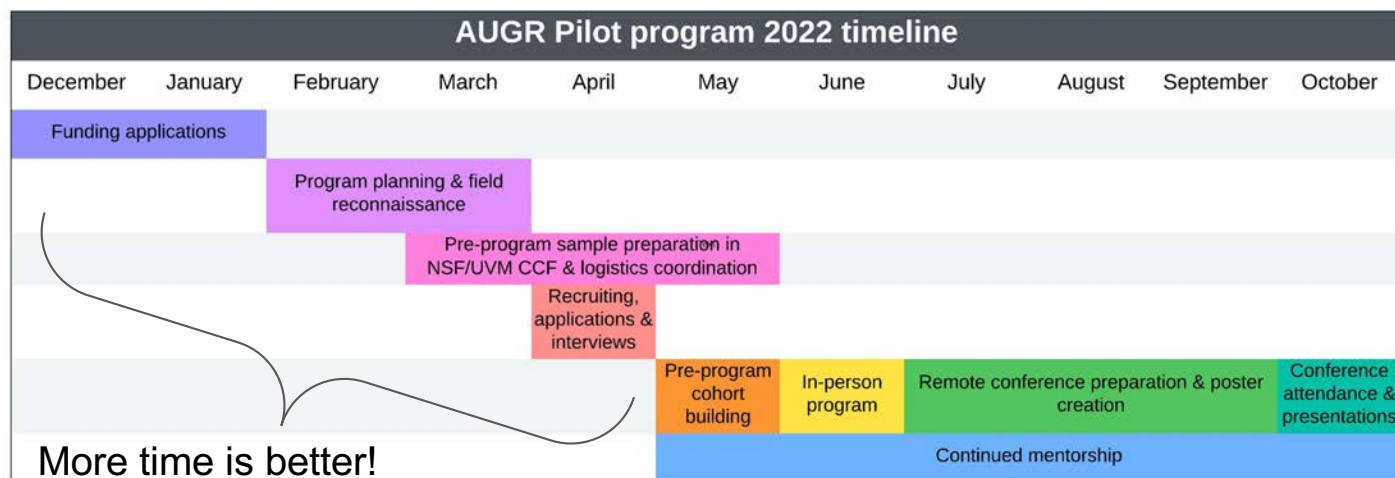 AUGR Pilot program 2022 timeline
December January February March April May June July August September October
Funding applications
Program planning & field
reconnaissance
Pre-program sample preparation in
NSF/UVM CCF & logistics coordination
Recruiting,
applications &
interviews
Pre-program
cohort
building
In-person
program
Remote conference preparation & poster
creation
Conference
attendance &
presentations
Continued mentorship
More time is better!